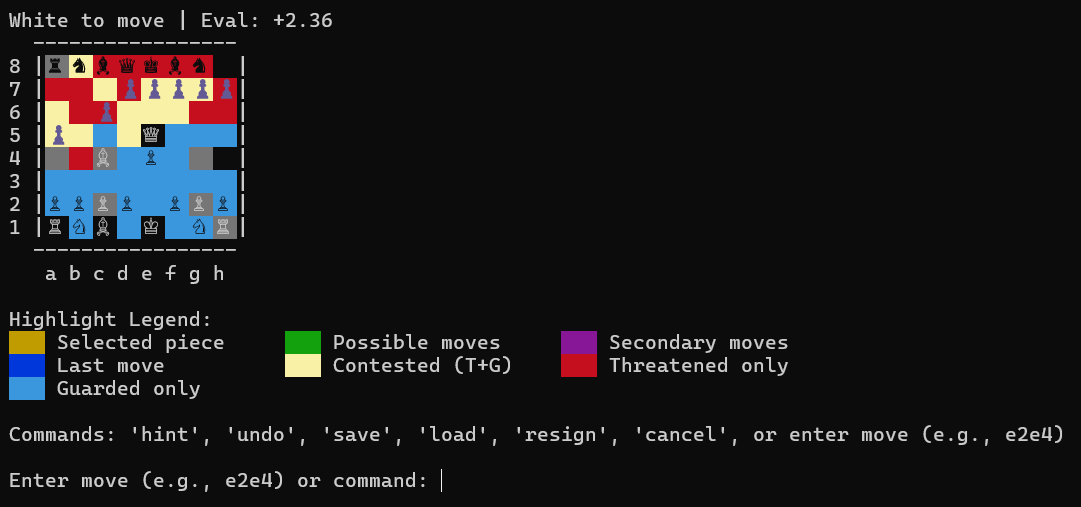 White to move | Eval: +2.36
-----------------
8 |♜♞♝♛♚♝♞ |
7 | ♟♟♟♟♟|
6 | ♟ |
5 |♟ ♕ |
4 | ♗ ♙ |
3 | |
2 |♙♙♙♙ ♙♙♙|
1 |♖♘♗ ♔ ♘♖|
-----------------
a b c d e f g h
Highlight Legend:
Selected piece Possible moves Secondary moves
Last move Contested (T+G) Threatened only
Guarded only
Commands: 'hint', 'undo', 'save', 'load', 'resign', 'cancel', or enter move (e.g., e2e4)
Enter move (e.g., e2e4) or command: